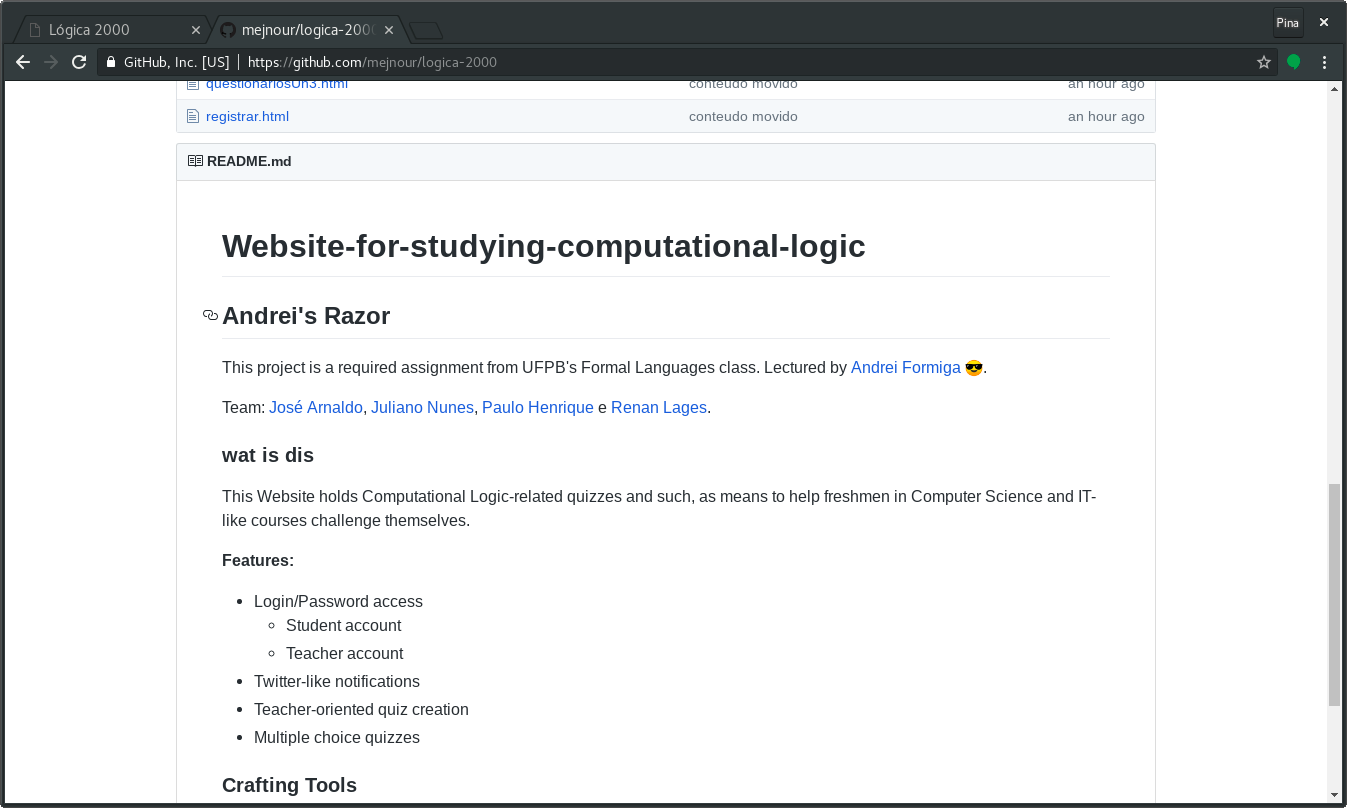 Lógica 2000
mejnour/logica-200
Pina
GitHub, Inc. [US] | https://github.com/mejnour/logica-2000
questionariosUn3.html conteudo movido an hour ago
registrar.html conteudo movido an hour ago
README.md
Website-for-studying-computational-logic
Andrei's Razor
This project is a required assignment from UFPB's Formal Languages class. Lectured by Andrei Formiga 😎.
Team: José Arnaldo, Juliano Nunes, Paulo Henrique e Renan Lages.
wat is dis
This Website holds Computational Logic-related quizzes and such, as means to help freshmen in Computer Science and IT-
like courses challenge themselves.
Features:
Login/Password access
Student account
Teacher account
Twitter-like notifications
Teacher-oriented quiz creation
Multiple choice quizzes
Crafting Tools